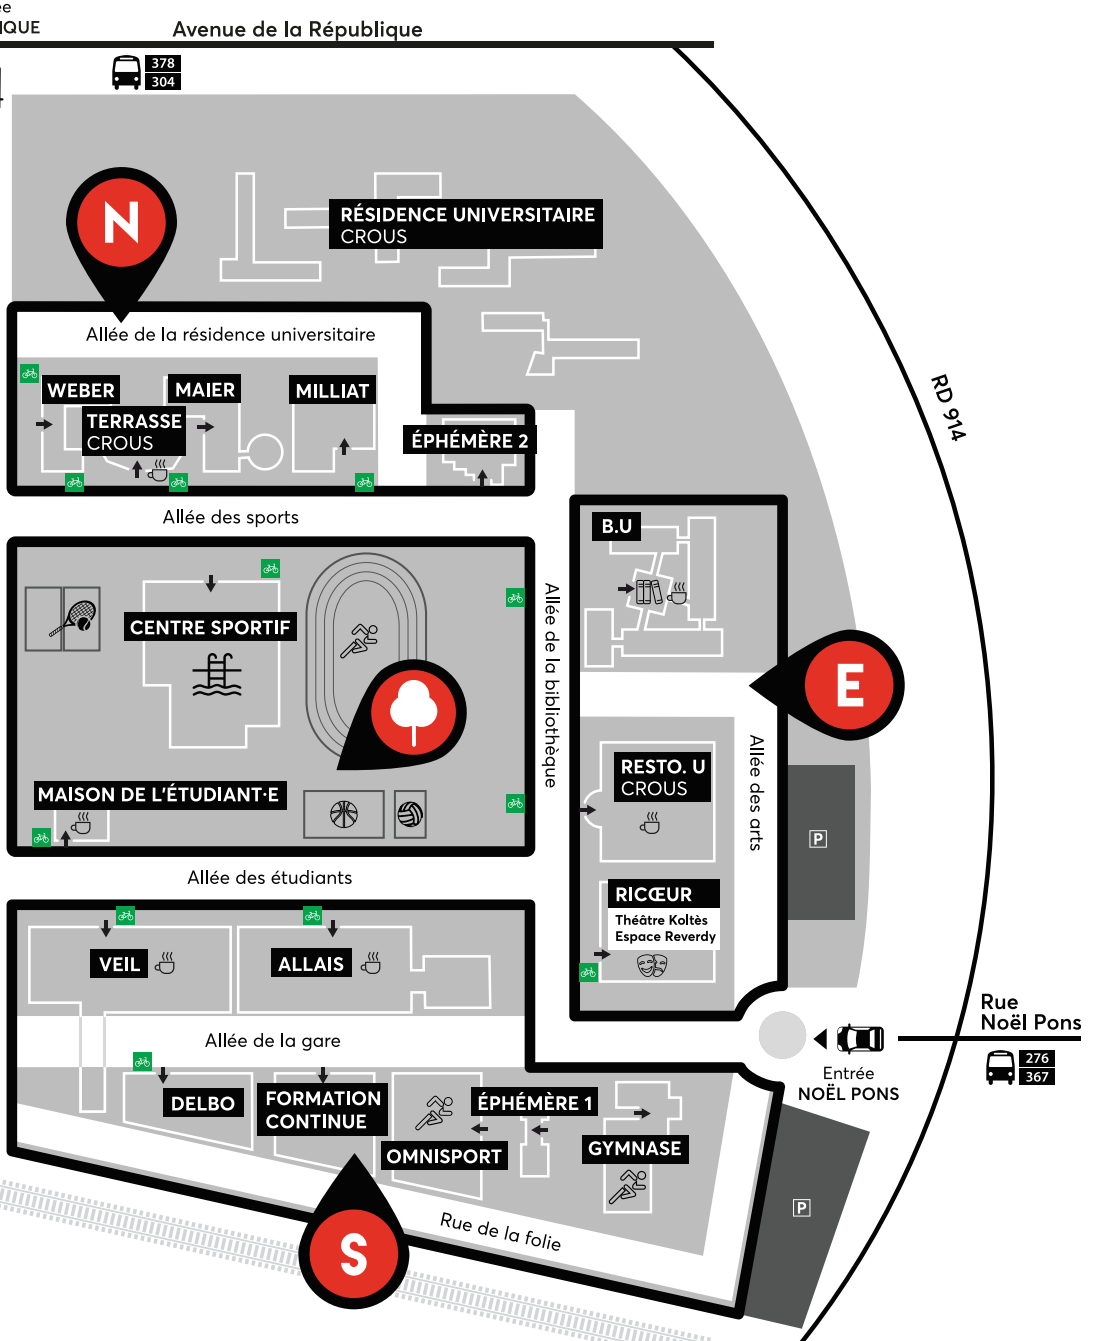 ée
IQUE
Avenue de la République
378
304
N
RÉSIDENCE UNIVERSITAIRE
CROUS
Allée de la résidence universitaire
WEBER
MAIER
MILLIAT
TERRASSE
CROUS
ÉPHÉMÈRE 2
RD 914
Allée des sports
B.U
CENTRE SPORTIF
Allée de la bibliothèque
E
MAISON DE L'ÉTUDIANT·E
RESTO. U
CROUS
Allée des arts
P
Allée des étudiants
RICŒUR
Théâtre Koltès
Espace Reverdy
VEIL
ALLAIS
Rue
Noël Pons
276
367
Allée de la gare
Entrée
NOËL PONS
DELBO
FORMATION
CONTINUE
ÉPHÉMÈRE 1
OMNISPORT
GYMNASE
P
Rue de la folie
S